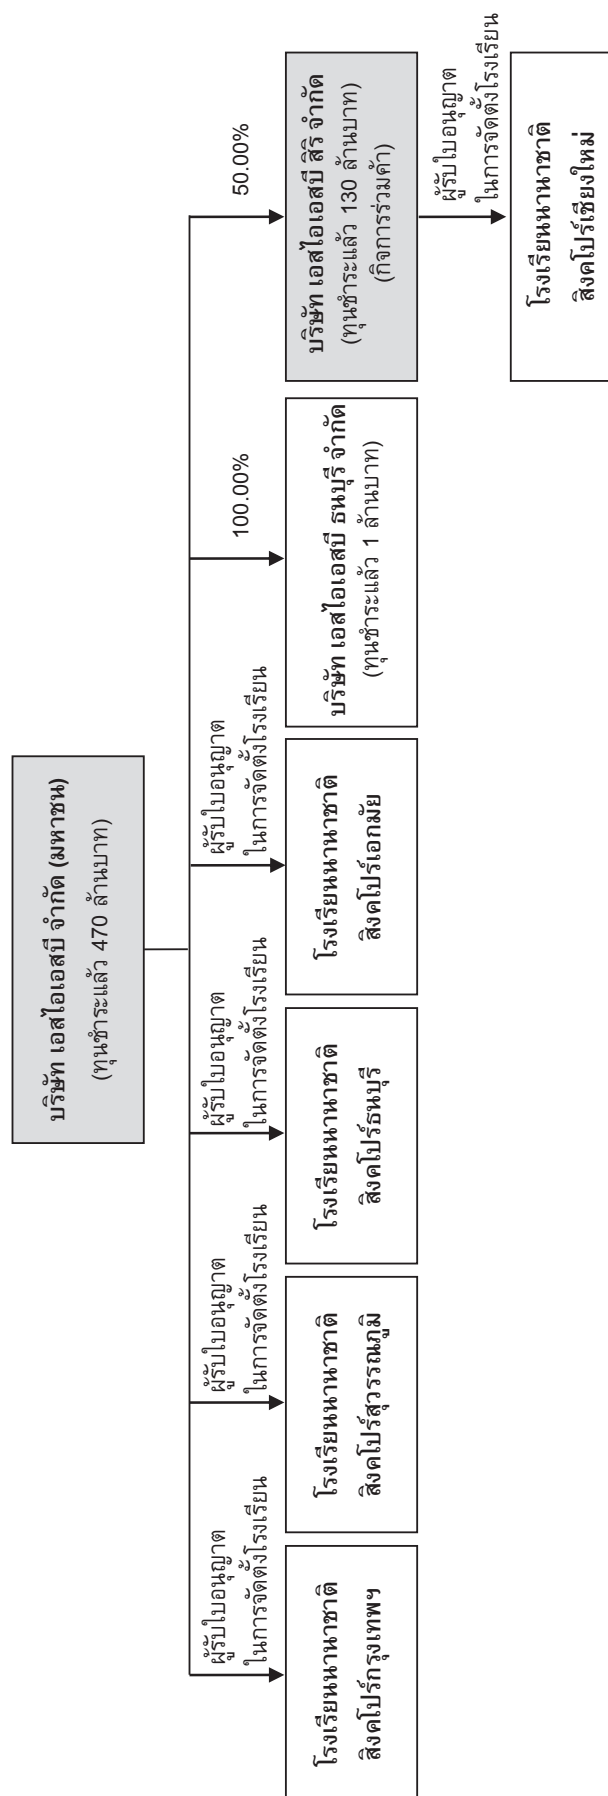 บริษัท เอสไอเอสบี จำกัด (มหาชน)
(ทุนชำระแล้ว 470 ล้านบาท)
ผู้รับใบอนุญาต
ในการจัดตั้งโรงเรียน
ผู้รับใบอนุญาต
ในการจัดตั้งโรงเรียน
ผู้รับใบอนุญาต
ในการจัดตั้งโรงเรียน
ผู้รับใบอนุญาต
ในการจัดตั้งโรงเรียน
100.00%
50.00%
โรงเรียนนานาชาติ
สิงคโปร์กรุงเทพฯ
โรงเรียนนานาชาติ
สิงคโปร์สุวรรณภูมิ
โรงเรียนนานาชาติ
สิงคโปร์ธนบุรี
โรงเรียนนานาชาติ
สิงคโปร์เอกมัย
บริษัท เอสไอเอสบี ธนบุรี จำกัด
(ทุนชำระแล้ว 1 ล้านบาท)
บริษัท เอสไอเอสบี สิริ จำกัด
(ทุนชำระแล้ว 130 ล้านบาท)
(กิจการร่วมค้า)
ผู้รับใบอนุญาต
ในการจัดตั้งโรงเรียน
โรงเรียนนานาชาติ
สิงคโปร์เชียงใหม่